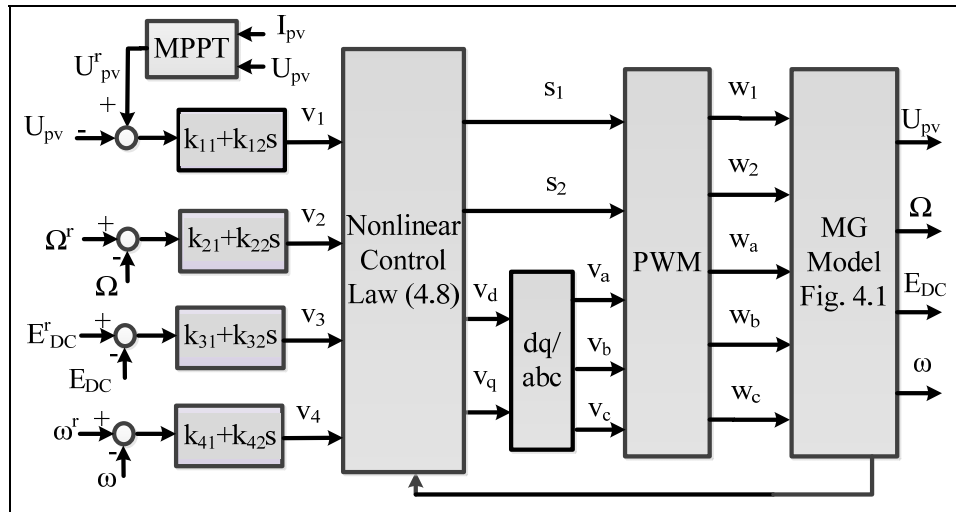 I_pv
MPPT
U_pv
U^r_pv
+
U_pv
-
k_11+k_12s
v_1
Ω^r
+
-
Ω
k_21+k_22s
v_2
E^r_DC
+
-
E_DC
k_31+k_32s
v_3
ω^r
+
-
ω
k_41+k_42s
v_4
Nonlinear
Control
Law (4.8)
s_1
s_2
v_d
v_q
dq/
abc
v_a
v_b
v_c
PWM
w_1
w_2
w_a
w_b
w_c
MG
Model
Fig. 4.1
U_pv
Ω
E_DC
ω